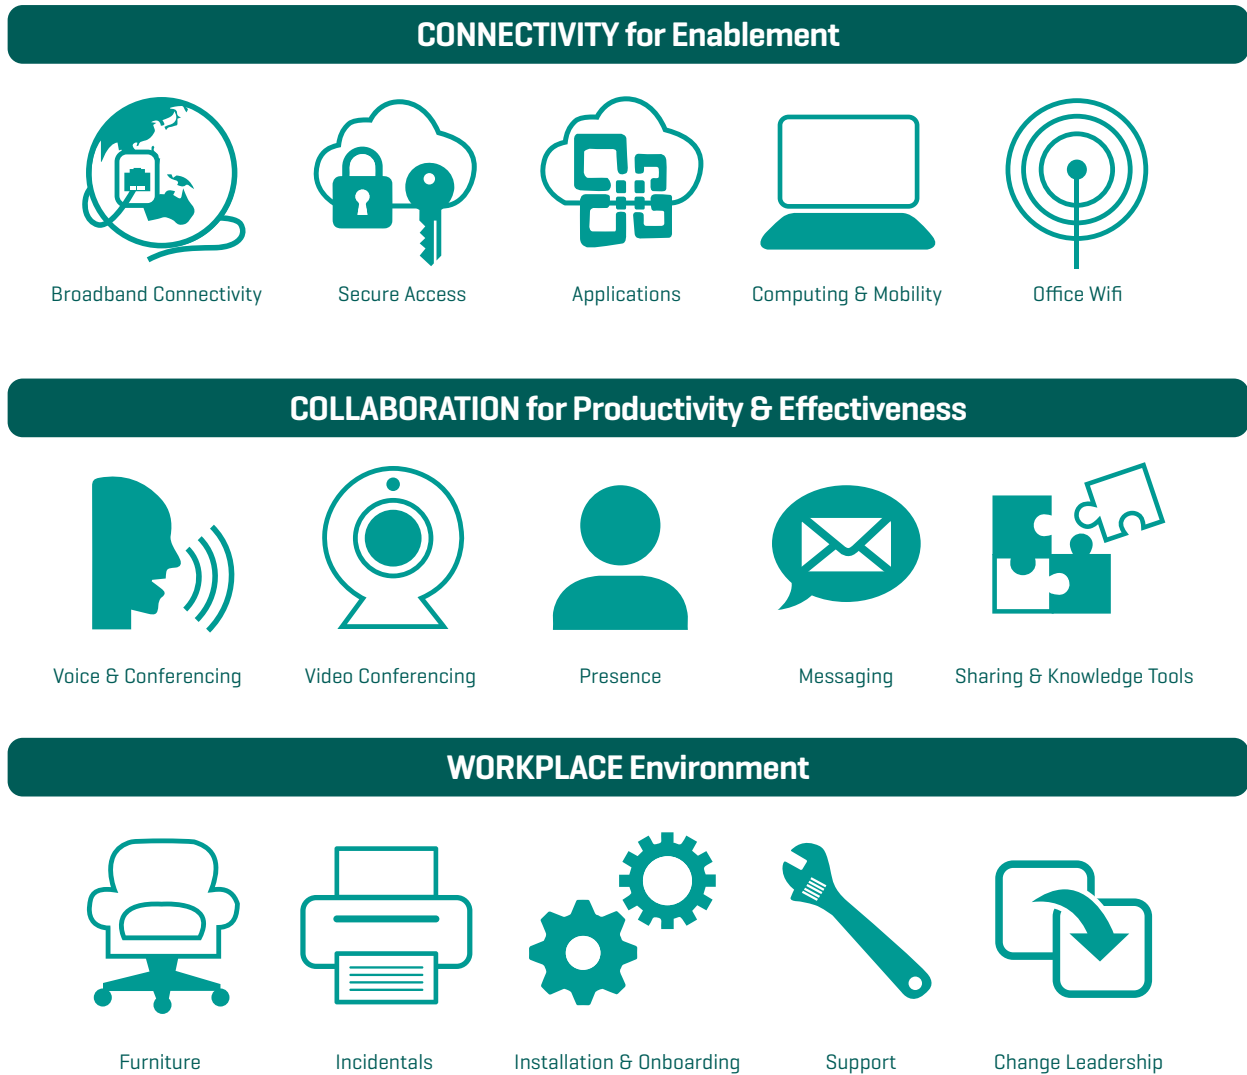 CONNECTIVITY for Enablement
Broadband Connectivity
Secure Access
Applications
Computing & Mobility
Office Wifi
COLLABORATION for Productivity & Effectiveness
Voice & Conferencing
Video Conferencing
Presence
Messaging
Sharing & Knowledge Tools
WORKPLACE Environment
Furniture
Incidentals
Installation & Onboarding
Support
Change Leadership